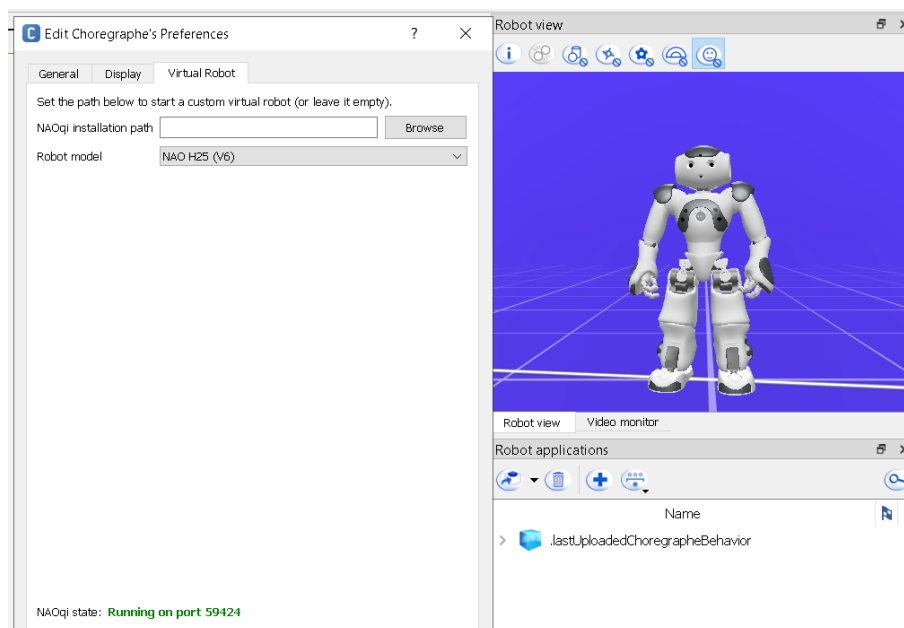 Edit Choregraphe's Preferences
General Display Virtual Robot
Set the path below to start a custom virtual robot (or leave it empty).
NAOqi installation path Browse
Robot model NAO H25 (V6)
NAOqi state: Running on port 59424
Robot view
Robot view Video monitor
Robot applications
Name
.lastUploadedChoregrapheBehavior